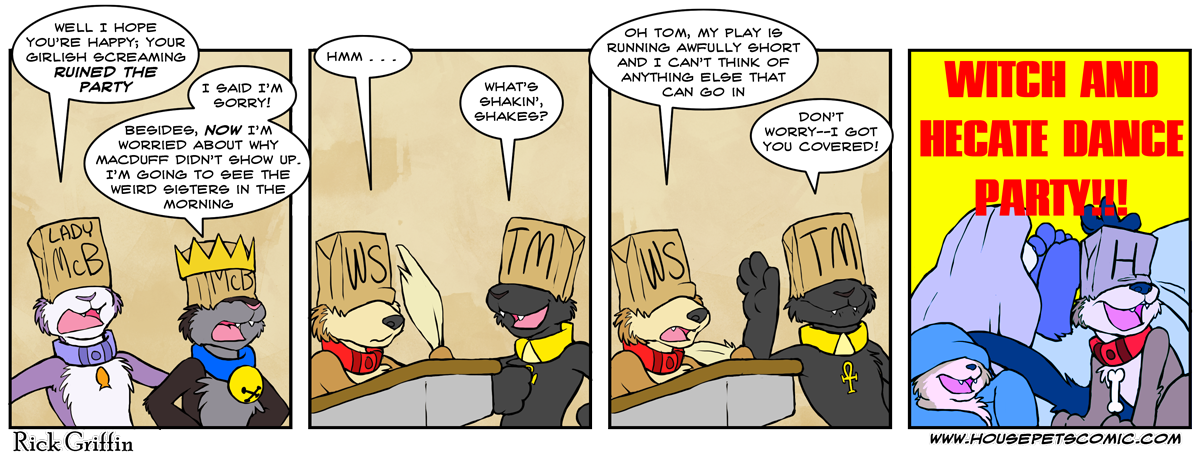 WELL I HOPE
YOU'RE HAPPY; YOUR
GIRLISH SCREAMING
RUINED THE
PARTY
I SAID I'M
SORRY!
BESIDES, NOW I'M
WORRIED ABOUT WHY
MACDUFF DIDN'T SHOW UP.
I'M GOING TO SEE THE
WEIRD SISTERS IN THE
MORNING
LADY
McB
McB
HMM . . .
WHAT'S
SHAKIN',
SHAKES?
WS
TM
OH TOM, MY PLAY IS
RUNNING AWFULLY SHORT
AND I CAN'T THINK OF
ANYTHING ELSE THAT
CAN GO IN
DON'T
WORRY--I GOT
YOU COVERED!
WS
TM
WITCH AND
HECATE DANCE
PARTY!!!
H
Rick Griffin
WWW.HOUSEPETSCOMIC.COM